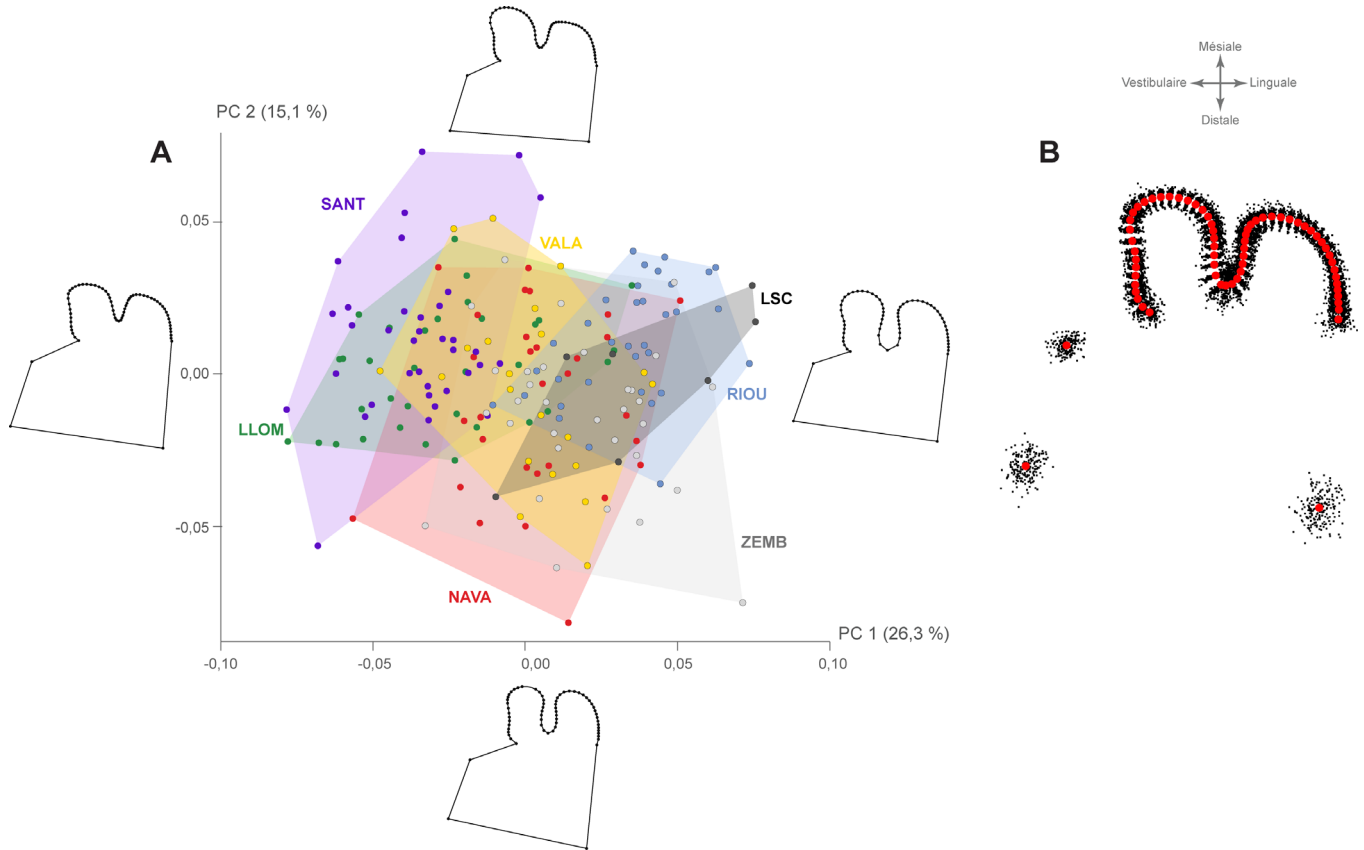 Mésiale
Vestibulaire
Linguale
Distale
PC 2 (15,1 %)
A
B
SANT
0,05
VALA
LSC
0,00
RIOU
LLOM
-0,05
ZEMB
NAVA
PC 1 (26,3 %)
-0,10
-0,05
0,00
0,05
0,10